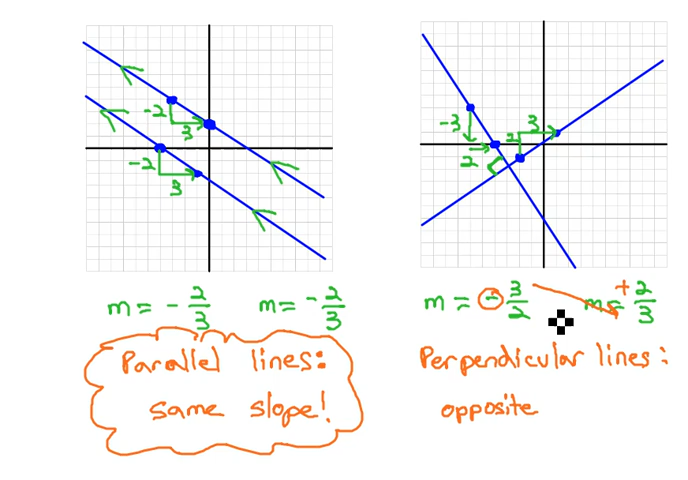 -2
3
-2
3
m = -2/3 m = -2/3
Parallel lines:
same slope!
-3
2
2
3
m = -3/2 m = +2/3
Perpendicular lines:
opposite